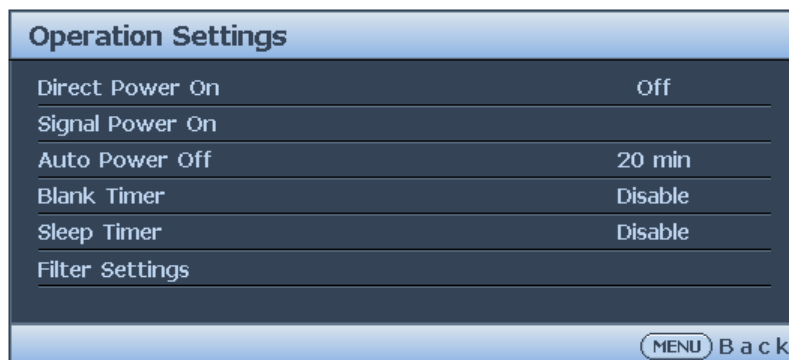 Operation Settings
Direct Power On Off
Signal Power On
Auto Power Off 20 min
Blank Timer Disable
Sleep Timer Disable
Filter Settings
MENU Back